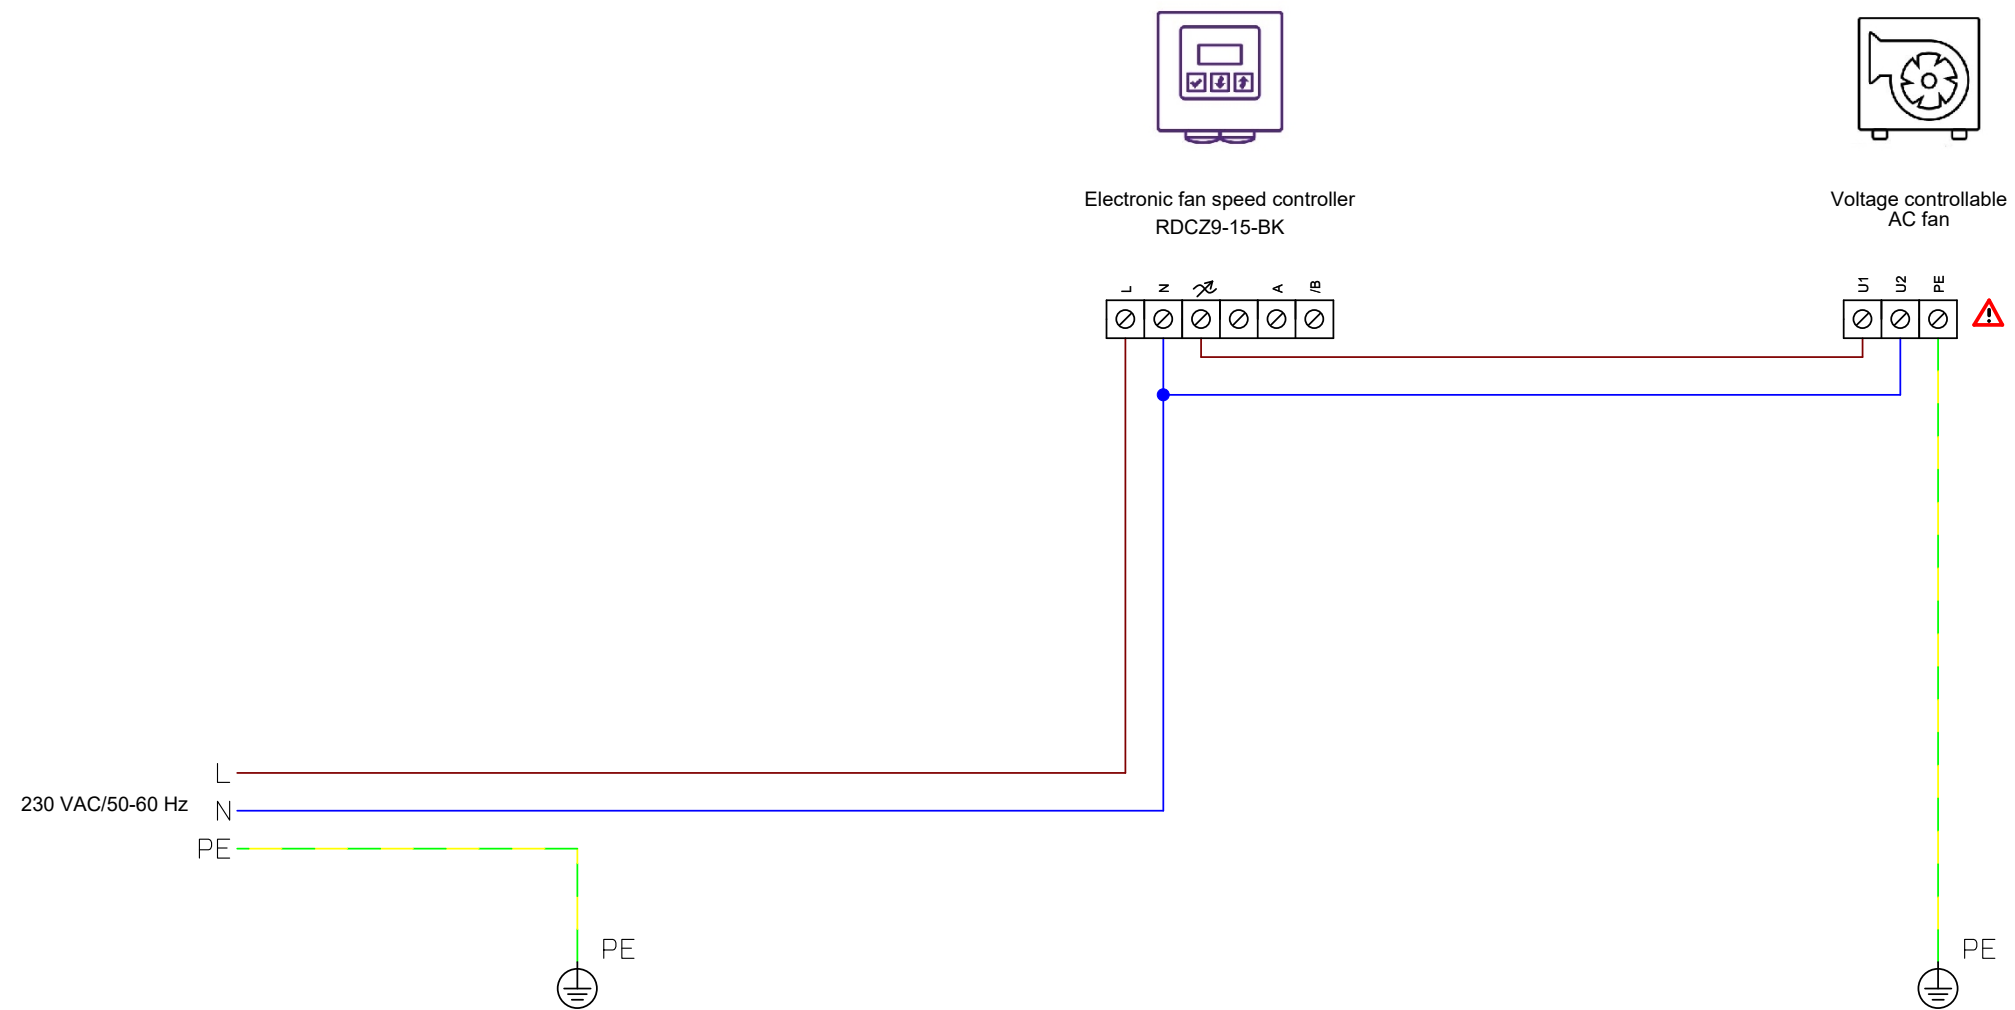 Electronic fan speed controller
RDCZ9-15-BK
Voltage controllable
AC fan
L
N
A
/B
U1
U2
PE
L
230 VAC/50-60 Hz
N
PE
PE
PE